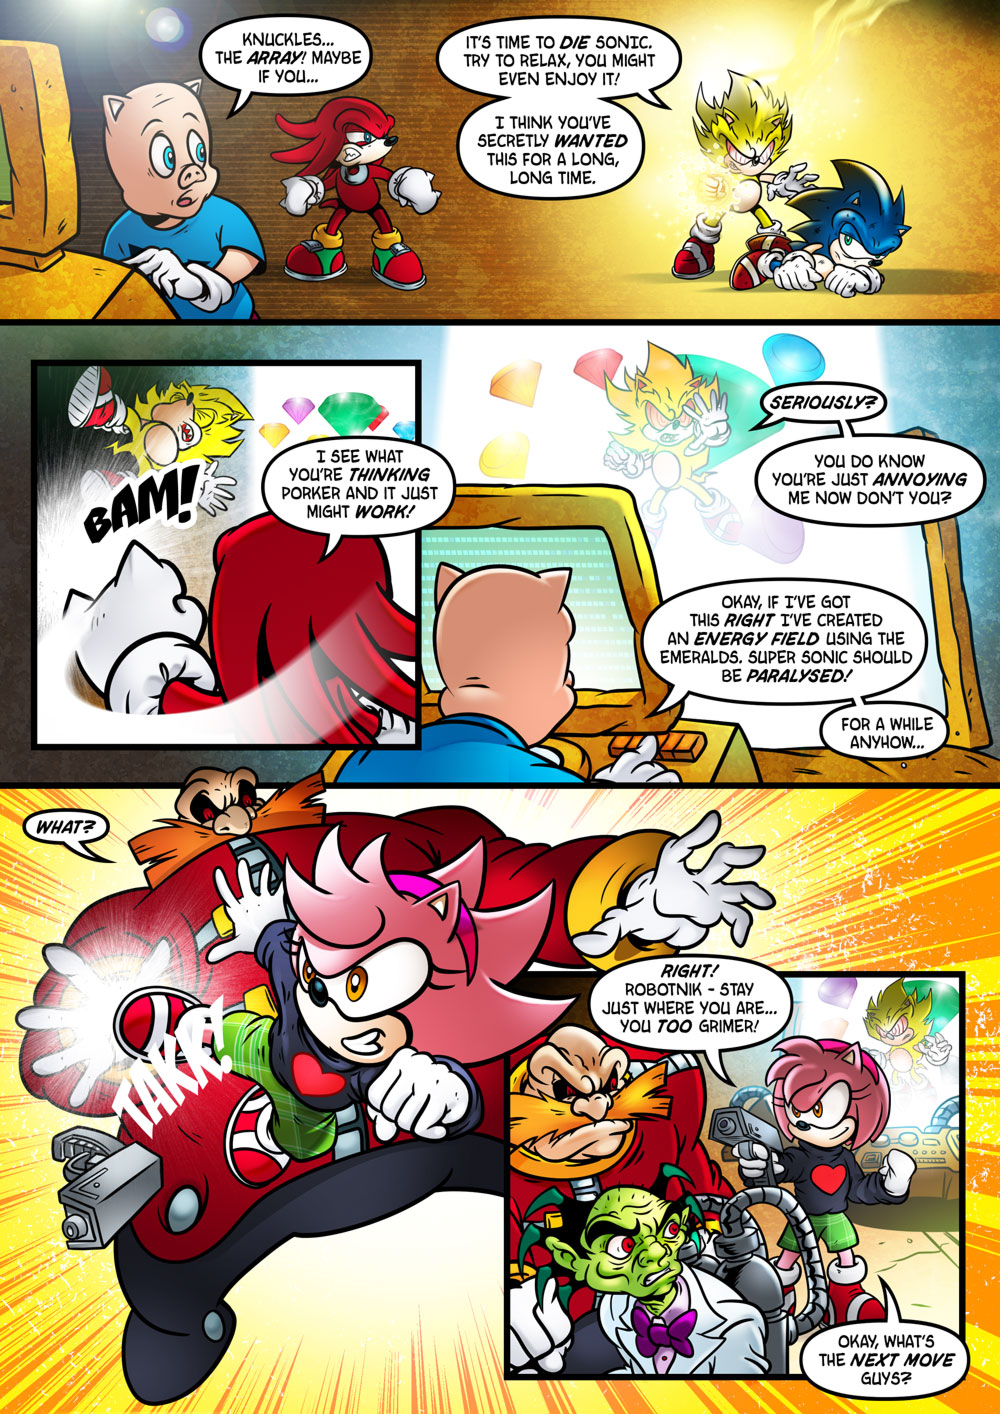 KNUCKLES...
THE ARRAY! MAYBE
IF YOU...
IT'S TIME TO DIE SONIC.
TRY TO RELAX, YOU MIGHT
EVEN ENJOY IT!
I THINK YOU'VE
SECRETLY WANTED
THIS FOR A LONG,
LONG TIME.
BAM!
I SEE WHAT
YOU'RE THINKING
PORKER AND IT JUST
MIGHT WORK!
SERIOUSLY?
YOU DO KNOW
YOU'RE JUST ANNOYING
ME NOW DON'T YOU?
OKAY, IF I'VE GOT
THIS RIGHT I'VE CREATED
AN ENERGY FIELD USING THE
EMERALDS. SUPER SONIC SHOULD
BE PARALYSED!
FOR A WHILE
ANYHOW...
WHAT?
TAKK!
RIGHT!
ROBOTNIK - STAY
JUST WHERE YOU ARE...
YOU TOO GRIMER!
OKAY, WHAT'S
THE NEXT MOVE
GUYS?